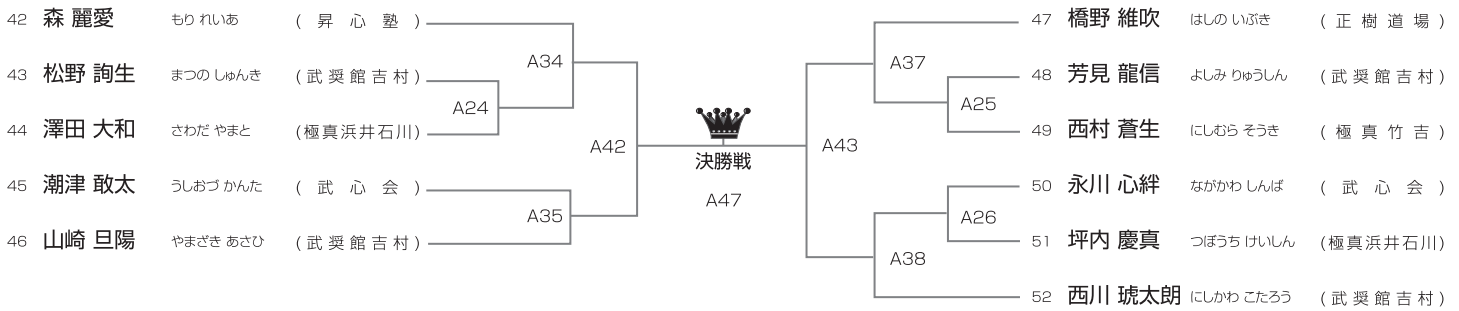 42 森 麗愛 もり れいあ (昇心塾)
43 松野 詢生 まつの しゅんき (武奨館吉村)
44 澤田 大和 さわだ やまと (極真浜井石川)
45 潮津 敢太 うしおづ かんた (武心会)
46 山崎 旦陽 やまざき あさひ (武奨館吉村)
A34
A24
A42
A35
決勝戦
A47
A43
A37
A25
A26
A38
47 橋野 維吹 はしの いぶき (正樹道場)
48 芳見 龍信 よしみ りゅうしん (武奨館吉村)
49 西村 蒼生 にしむら そうき (極真竹吉)
50 永川 心絆 ながかわ しんば (武心会)
51 坪内 慶真 つぼうち けいしん (極真浜井石川)
52 西川 琥太朗 にしかわ こたろう (武奨館吉村)